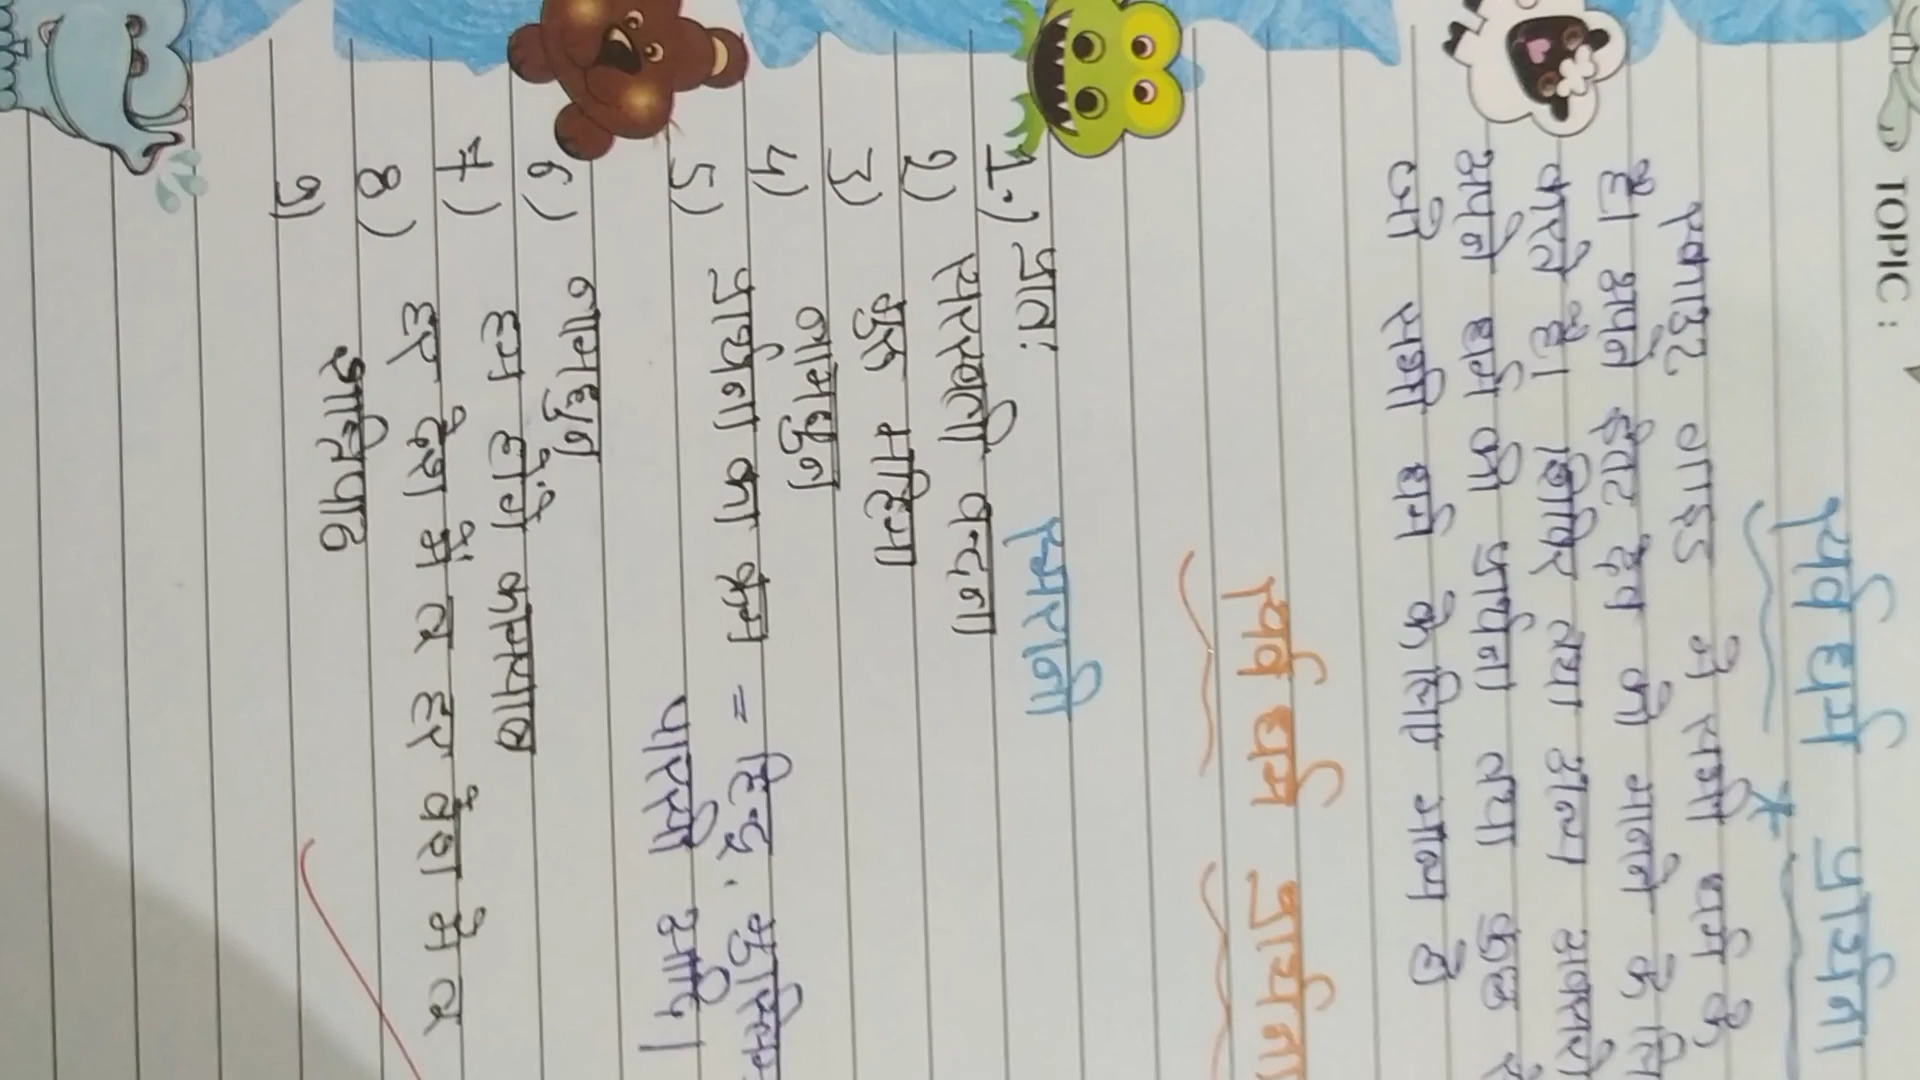 TOPIC :
सर्व धर्म प्रार्थना
स्काउट गाइड मे सभी धर्म के
है। अपने ईष्ट देव को मानने के लि
करते है। शिविर तथा अन्य अवसरो
अपने धर्म की प्रार्थना तथा कुछ
जो सभी धर्म के लिए मान्य हो
सर्व धर्म प्रार्थना
1.) प्रातः स्मरानी
2) सरस्वती वन्दना
3) गुरु महिमा
4) नामधुन
5) प्रार्थना का क्रम = हिन्दु, मुस्लिम
पारसी आदि।
6) नामधुन
7) हम होंगे कामयाब
8) हर देश में तू हर वेश में तू
9) शान्तिपाठ